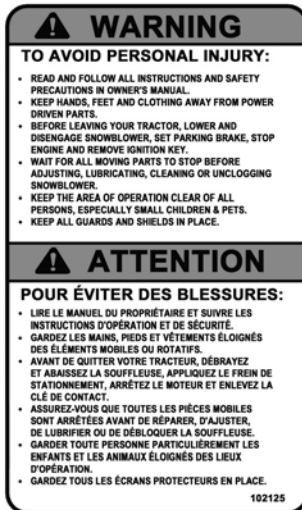 WARNING
TO AVOID PERSONAL INJURY:
• READ AND FOLLOW ALL INSTRUCTIONS AND SAFETY
PRECAUTIONS IN OWNER'S MANUAL.
• KEEP HANDS, FEET AND CLOTHING AWAY FROM POWER
DRIVEN PARTS.
• BEFORE LEAVING YOUR TRACTOR, LOWER AND
DISENGAGE SNOWBLOWER, SET PARKING BRAKE, STOP
ENGINE AND REMOVE IGNITION KEY.
• WAIT FOR ALL MOVING PARTS TO STOP BEFORE
ADJUSTING, LUBRICATING, CLEANING OR UNCLOGGING
SNOWBLOWER.
• KEEP THE AREA OF OPERATION CLEAR OF ALL
PERSONS, ESPECIALLY SMALL CHILDREN & PETS.
• KEEP ALL GUARDS AND SHIELDS IN PLACE.
ATTENTION
POUR ÉVITER DES BLESSURES:
• LIRE LE MANUEL DU PROPRIÉTAIRE ET SUIVRE LES
INSTRUCTIONS D'OPÉRATION ET DE SÉCURITÉ.
• GARDEZ LES MAINS, PIEDS ET VÊTEMENTS ÉLOIGNÉS
DES ÉLÉMENTS MOBILES OU ROTATIFS.
• AVANT DE QUITTER VOTRE TRACTEUR, DÉBRAYEZ
ET ABAISSEZ LA SOUFFLEUSE, APPLIQUEZ LE FREIN DE
STATIONNEMENT, ARRÊTEZ LE MOTEUR ET ENLEVEZ LA
CLÉ DE CONTACT.
• ASSUREZ-VOUS QUE TOUTES LES PIÈCES MOBILES
SONT ARRÊTÉES AVANT DE RÉPARER, D'AJUSTER,
DE LUBRIFIER OU DE DÉBLOQUER LA SOUFFLEUSE.
• GARDER TOUTE PERSONNE PARTICULIÈREMENT LES
ENFANTS ET LES ANIMAUX ÉLOIGNÉS DES LIEUX
D'OPÉRATION.
• GARDEZ TOUS LES ÉCRANS PROTECTEURS EN PLACE.
102125